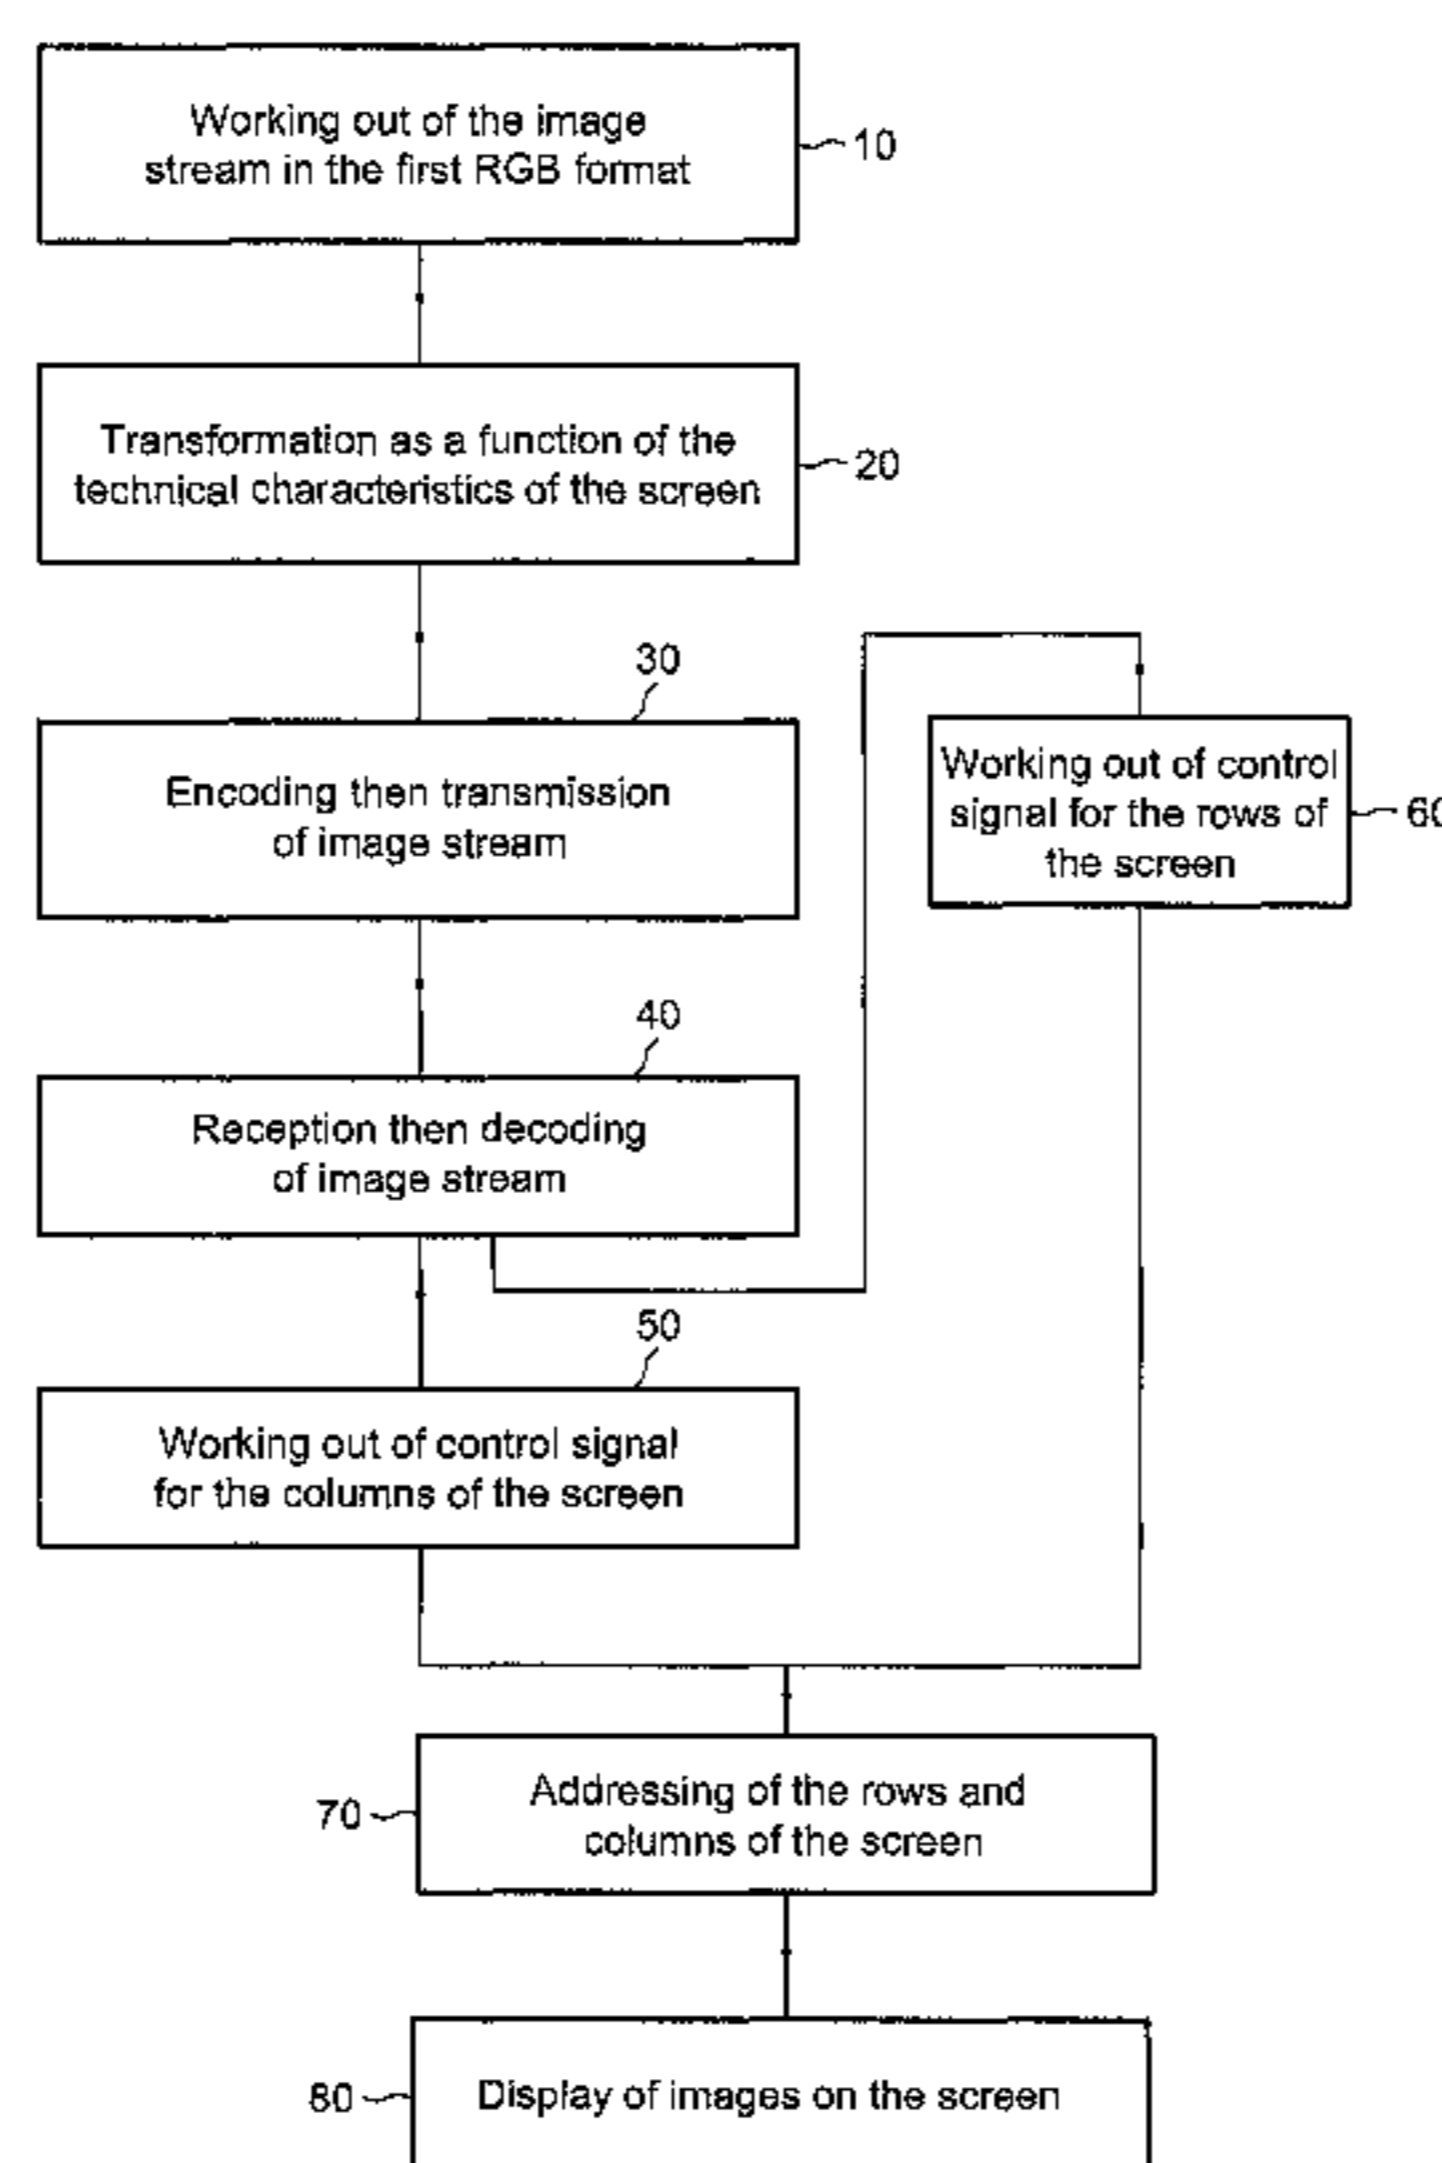 Working out of the image
stream in the first RGB format
10
Transformation as a function of the
technical characteristics of the screen
20
30
Encoding then transmission
of image stream
Working out of control
signal for the rows of
the screen
60
40
Reception then decoding
of image stream
50
Working out of control signal
for the columns of the screen
Addressing of the rows and
columns of the screen
70
80
Display of images on the screen